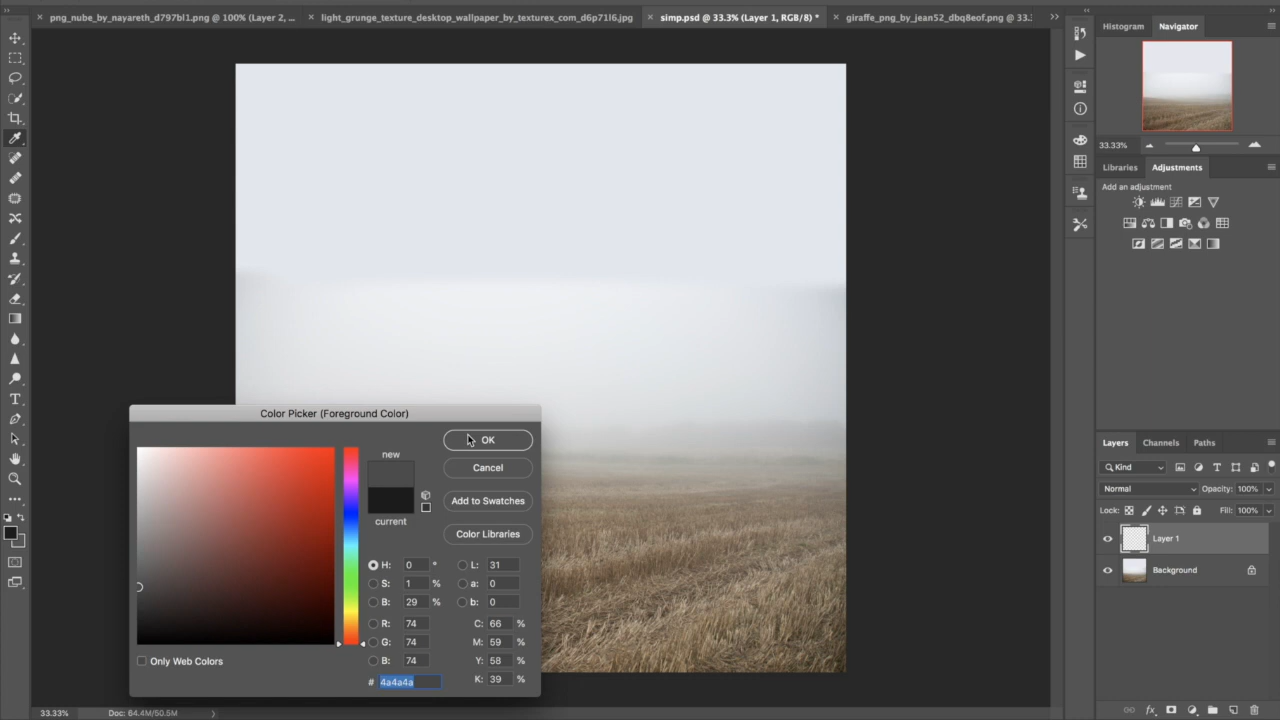 png_nube_by_nayareth_d797bl1.png @ 100% (Layer 2, ...
light_grunge_texture_desktop_wallpaper_by_texturex_com_d6p71l6.jpg
simp.psd @ 33.3% (Layer 1, RGB/8) *
giraffe_png_by_jean52_dbq8eof.png @ 33.
Histogram
Navigator
33.33%
Libraries
Adjustments
Add an adjustment
Color Picker (Foreground Color)
new
current
OK
Cancel
Add to Swatches
Color Libraries
H: 0 °
S: 1 %
B: 29 %
R: 74
G: 74
B: 74
# 4a4a4a
L: 31
a: 0
b: 0
C: 66 %
M: 59 %
Y: 58 %
K: 39 %
Only Web Colors
Layers
Channels
Paths
Kind
Normal
Opacity: 100%
Lock:
Fill: 100%
Layer 1
Background
33.33%
Doc: 64.4M/50.5M